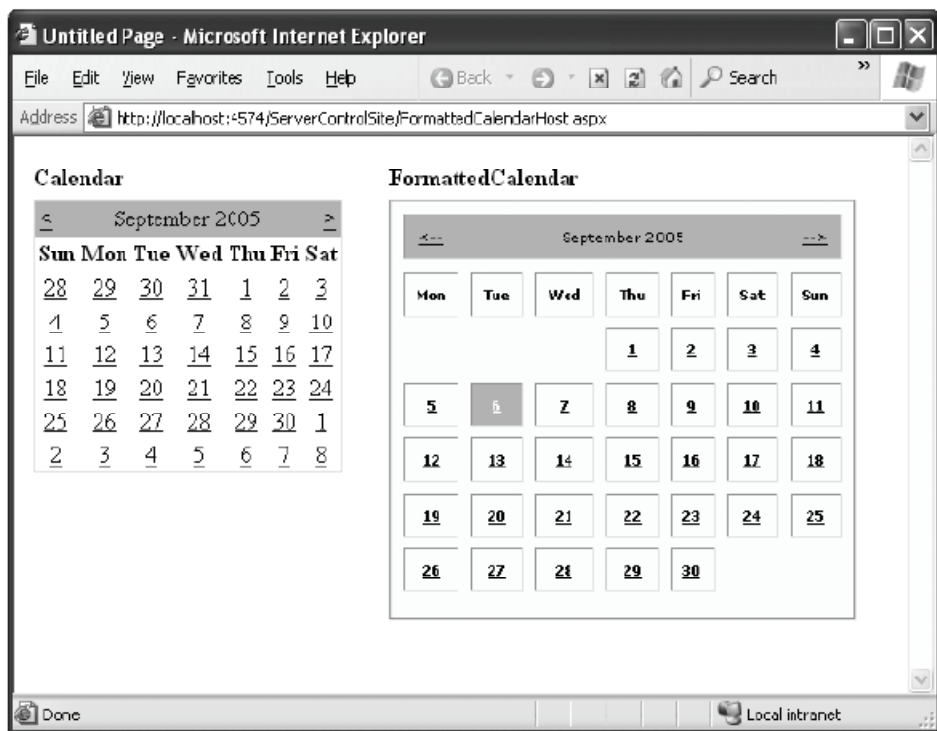 Untitled Page - Microsoft Internet Explorer
File Edit View Favorites Tools Help Back Search »
Address http://localhost:4574/ServerControlSite/FormattedCalendarHost.aspx
Calendar
< September 2005 >
Sun Mon Tue Wed Thu Fri Sat
28 29 30 31 1 2 3
4 5 6 7 8 9 10
11 12 13 14 15 16 17
18 19 20 21 22 23 24
25 26 27 28 29 30 1
2 3 4 5 6 7 8
FormattedCalendar
<-- September 2005 -->
Mon Tue Wed Thu Fri Sat Sun
1 2 3 4
5 6 7 8 9 10 11
12 13 14 15 16 17 18
19 20 21 22 23 24 25
26 27 28 29 30
Done Local intranet